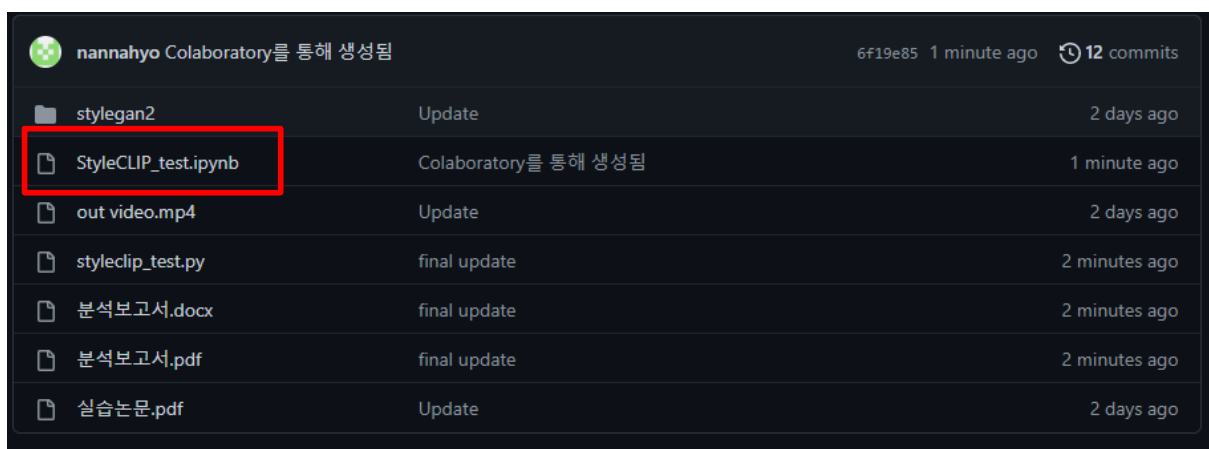 nannahyo Colaboratory를 통해 생성됨 6f19e85 1 minute ago 12 commits
stylegan2 Update 2 days ago
StyleCLIP_test.ipynb Colaboratory를 통해 생성됨 1 minute ago
out video.mp4 Update 2 days ago
styleclip_test.py final update 2 minutes ago
분석보고서.docx final update 2 minutes ago
분석보고서.pdf final update 2 minutes ago
실습논문.pdf Update 2 days ago